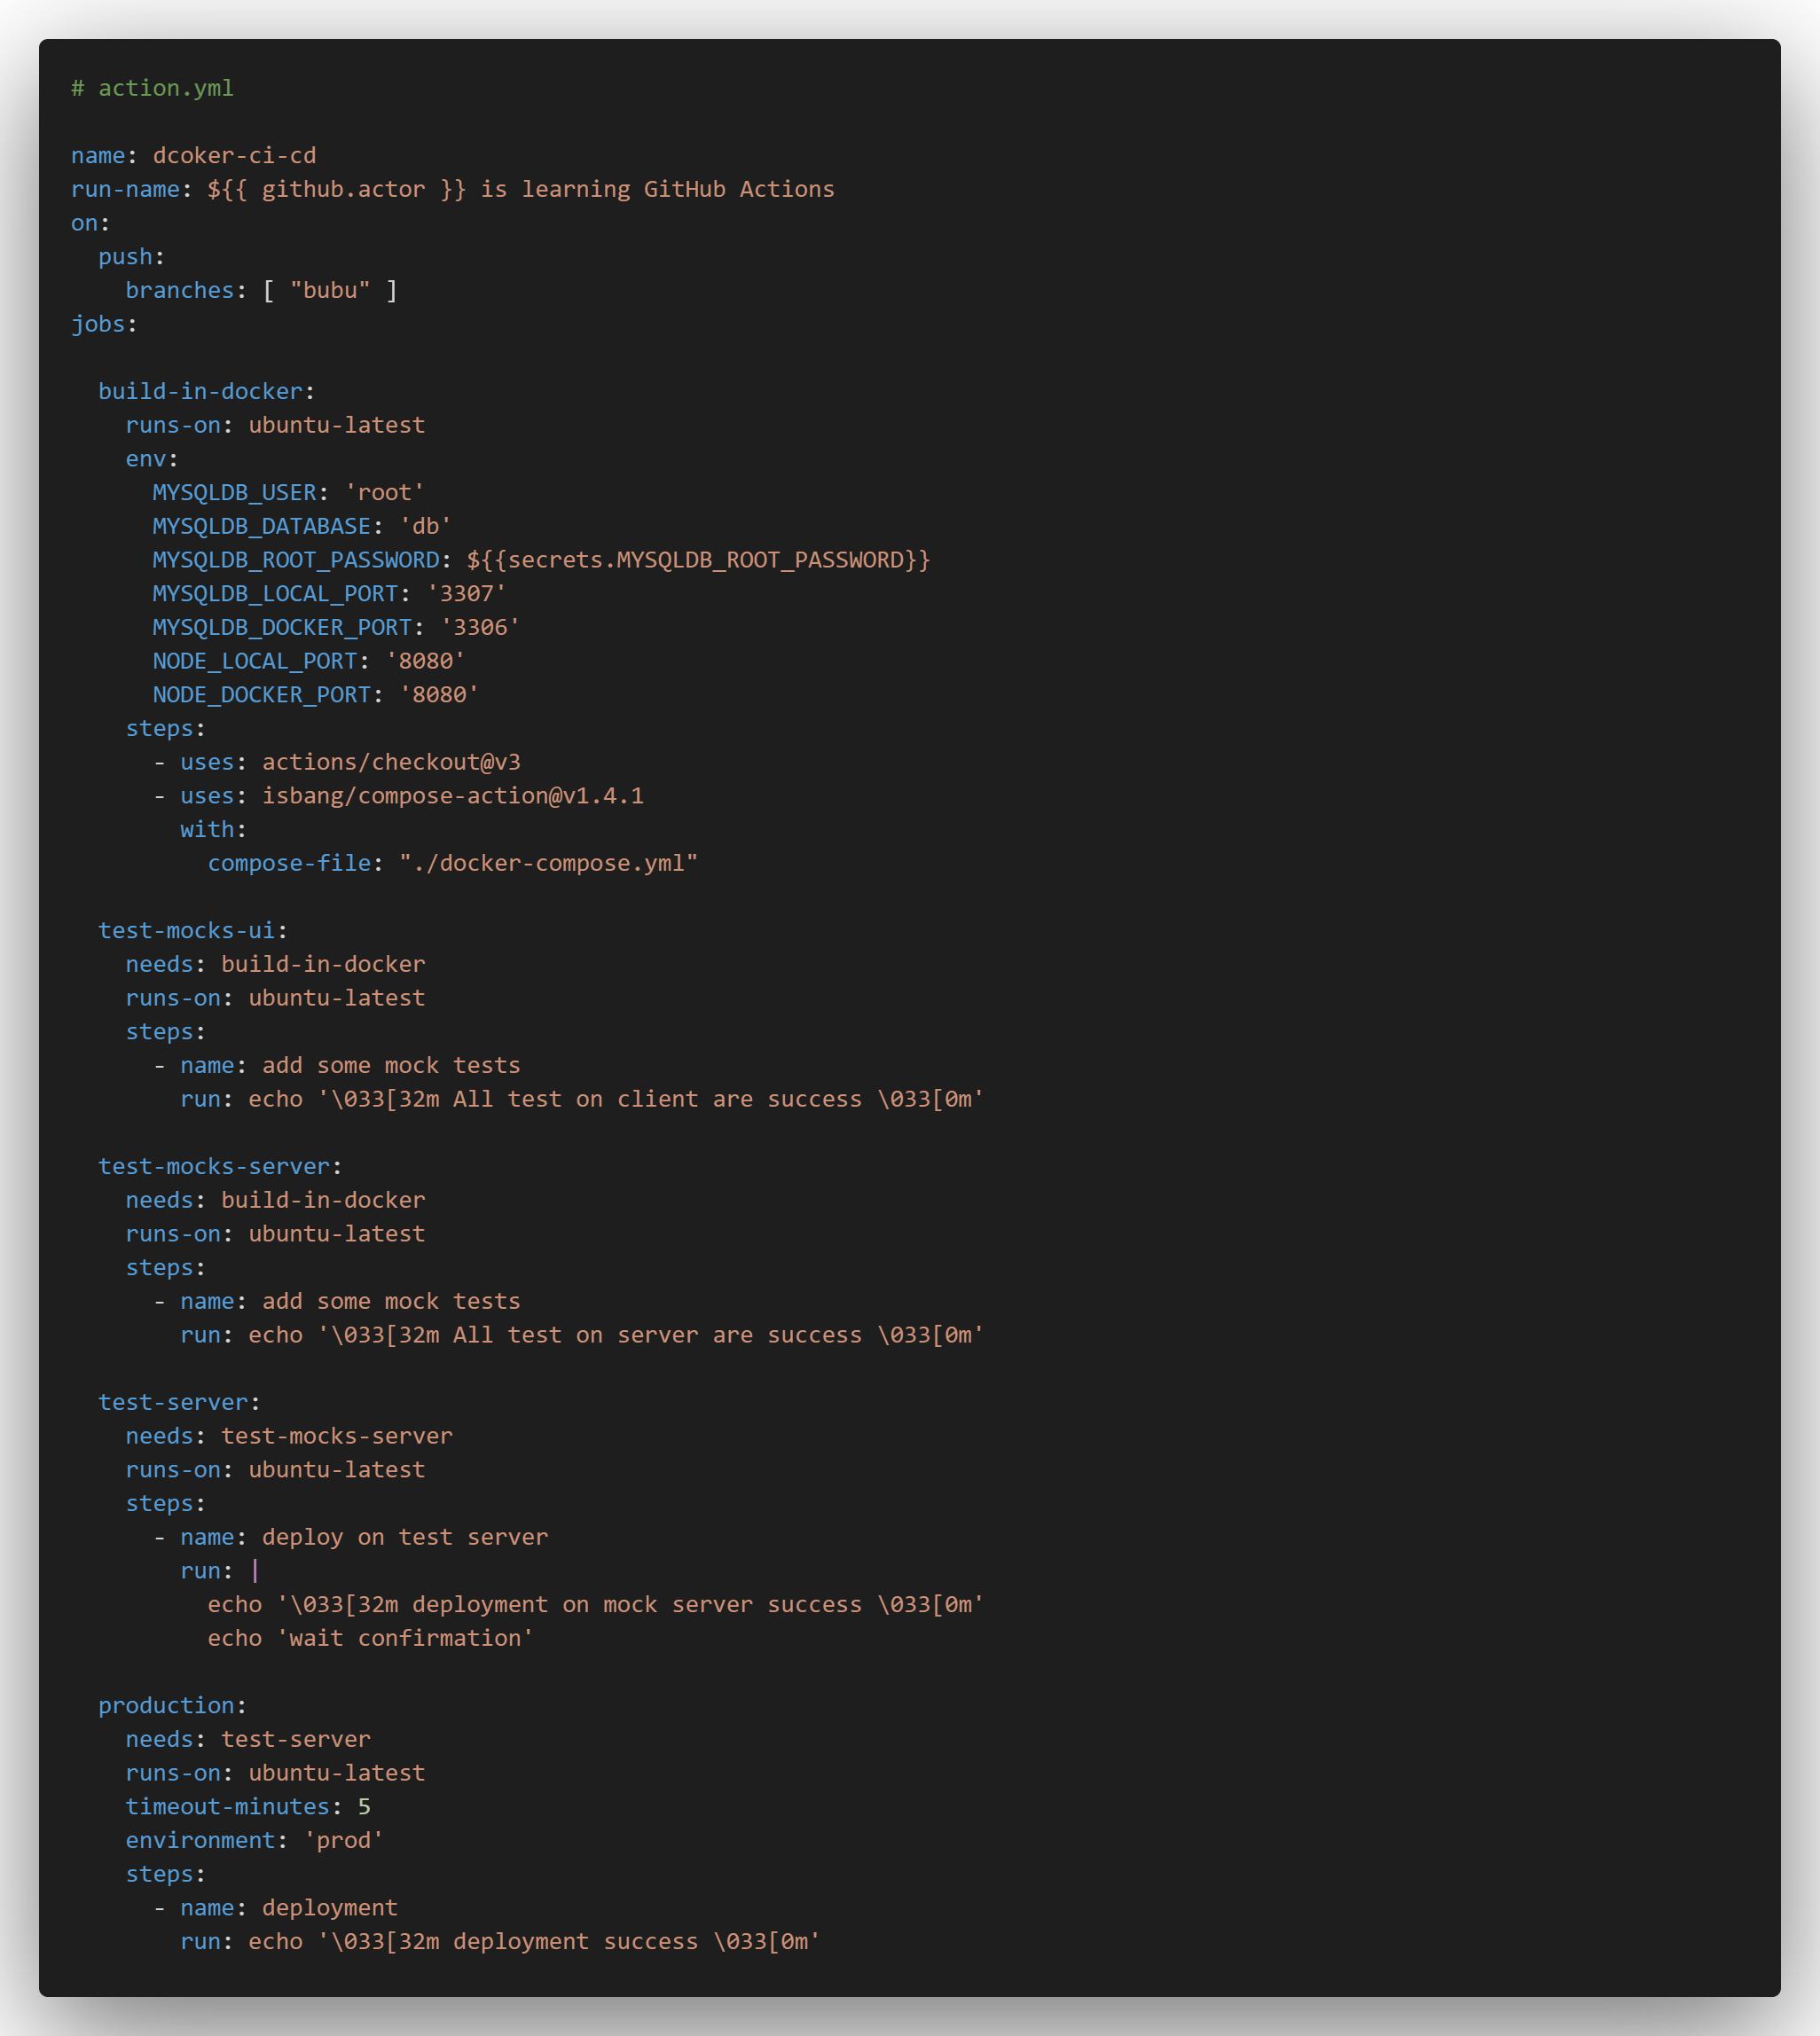 # action.yml

name: dcoker-ci-cd
run-name: ${{ github.actor }} is learning GitHub Actions
on:
  push:
    branches: [ "bubu" ]
jobs:

  build-in-docker:
    runs-on: ubuntu-latest
    env:
      MYSQLDB_USER: 'root'
      MYSQLDB_DATABASE: 'db'
      MYSQLDB_ROOT_PASSWORD: ${{secrets.MYSQLDB_ROOT_PASSWORD}}
      MYSQLDB_LOCAL_PORT: '3307'
      MYSQLDB_DOCKER_PORT: '3306'
      NODE_LOCAL_PORT: '8080'
      NODE_DOCKER_PORT: '8080'
    steps:
      - uses: actions/checkout@v3
      - uses: isbang/compose-action@v1.4.1
        with:
          compose-file: "./docker-compose.yml"

  test-mocks-ui:
    needs: build-in-docker
    runs-on: ubuntu-latest
    steps:
      - name: add some mock tests
        run: echo '\033[32m All test on client are success \033[0m'

  test-mocks-server:
    needs: build-in-docker
    runs-on: ubuntu-latest
    steps:
      - name: add some mock tests
        run: echo '\033[32m All test on server are success \033[0m'

  test-server:
    needs: test-mocks-server
    runs-on: ubuntu-latest
    steps:
      - name: deploy on test server
        run: |
          echo '\033[32m deployment on mock server success \033[0m'
          echo 'wait confirmation'

  production:
    needs: test-server
    runs-on: ubuntu-latest
    timeout-minutes: 5
    environment: 'prod'
    steps:
      - name: deployment
        run: echo '\033[32m deployment success \033[0m'